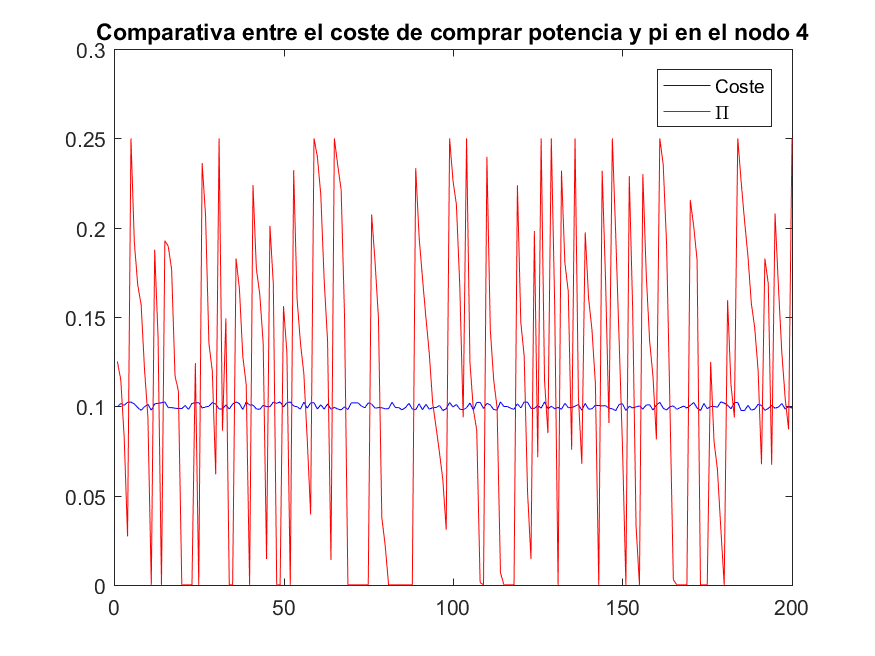 Comparativa entre el coste de comprar potencia y pi en el nodo 4
0.3
Coste
Π
0.25
0.2
0.15
0.1
0.05
0
0 50 100 150 200